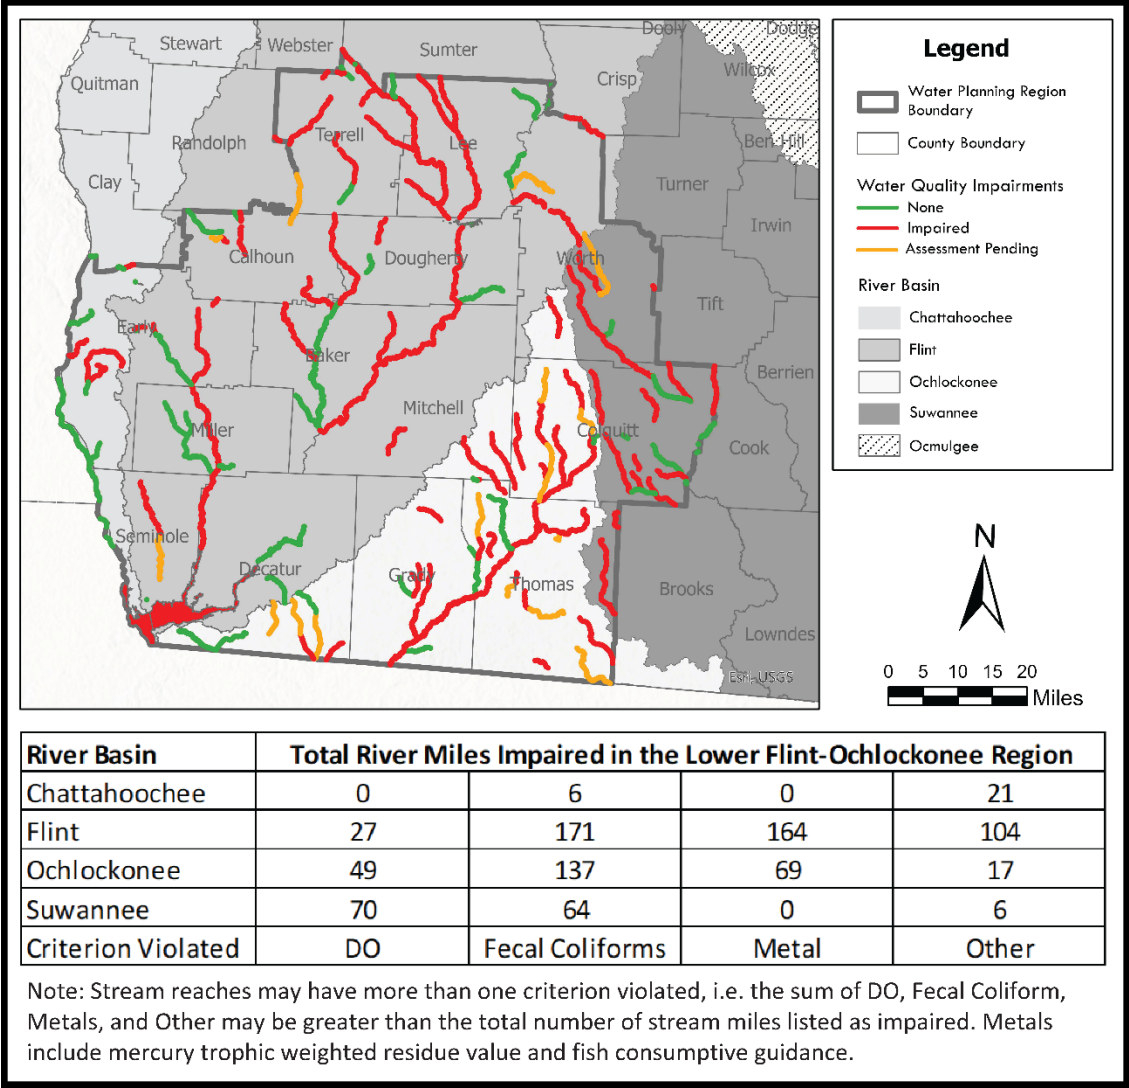 Stewart
Webster
Sumter
Dooly
Dodge
Quitman
Crisp
Wilcox
Randolph
Terrell
Lee
Ben Hill
Clay
Turner
Irwin
Calhoun
Dougherty
Worth
Tift
Early
Baker
Berrien
Mitchell
Miller
Colquitt
Cook
Seminole
Decatur
Grady
Thomas
Brooks
Lowndes
Esri, USGS
Legend
Water Planning Region
Boundary
County Boundary
Water Quality Impairments
None
Impaired
Assessment Pending
River Basin
Chattahoochee
Flint
Ochlockonee
Suwannee
Ocmulgee
N
0 5 10 15 20
Miles
River Basin Total River Miles Impaired in the Lower Flint-Ochlockonee Region
Chattahoochee 0 6 0 21
Flint 27 171 164 104
Ochlockonee 49 137 69 17
Suwannee 70 64 0 6
Criterion Violated DO Fecal Coliforms Metal Other
Note: Stream reaches may have more than one criterion violated, i.e. the sum of DO, Fecal Coliform,
Metals, and Other may be greater than the total number of stream miles listed as impaired. Metals
include mercury trophic weighted residue value and fish consumptive guidance.